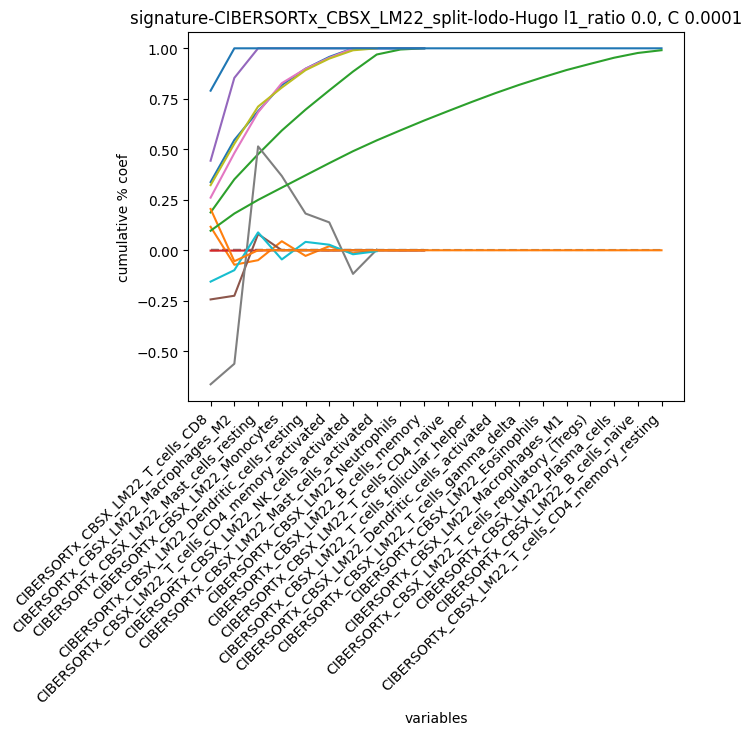 signature-CIBERSORTx_CBSX_LM22_split-lodo-Hugo l1_ratio 0.0, C 0.0001
cumulative % coef
1.00
0.75
0.50
0.25
0.00
−0.25
−0.50
CIBERSORTx_CBSX_LM22_T_cells_CD8
CIBERSORTx_CBSX_LM22_Macrophages_M2
CIBERSORTx_CBSX_LM22_Mast_cells_resting
CIBERSORTx_CBSX_LM22_Monocytes
CIBERSORTx_CBSX_LM22_Dendritic_cells_resting
CIBERSORTx_CBSX_LM22_T_cells_CD4_memory_activated
CIBERSORTx_CBSX_LM22_NK_cells_activated
CIBERSORTx_CBSX_LM22_Mast_cells_activated
CIBERSORTx_CBSX_LM22_Neutrophils
CIBERSORTx_CBSX_LM22_B_cells_memory
CIBERSORTx_CBSX_LM22_T_cells_CD4_naive
CIBERSORTx_CBSX_LM22_T_cells_follicular_helper
CIBERSORTx_CBSX_LM22_Dendritic_cells_activated
CIBERSORTx_CBSX_LM22_T_cells_gamma_delta
CIBERSORTx_CBSX_LM22_Eosinophils
CIBERSORTx_CBSX_LM22_Macrophages_M1
CIBERSORTx_CBSX_LM22_T_cells_regulatory_(Tregs)
CIBERSORTx_CBSX_LM22_Plasma_cells
CIBERSORTx_CBSX_LM22_B_cells_naive
CIBERSORTx_CBSX_LM22_T_cells_CD4_memory_resting
variables